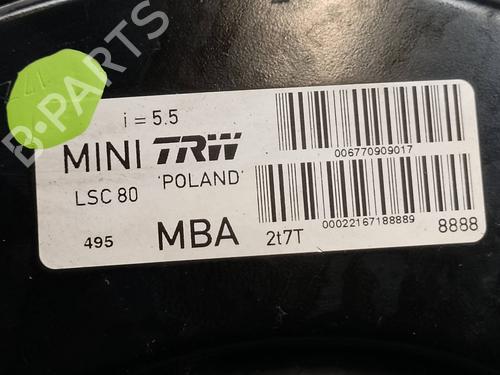 i = 5.5
MINI TRW
006770909017
LSC 80 'POLAND'
00022167188889
495 MBA 2t7T 8888
B-PARTS